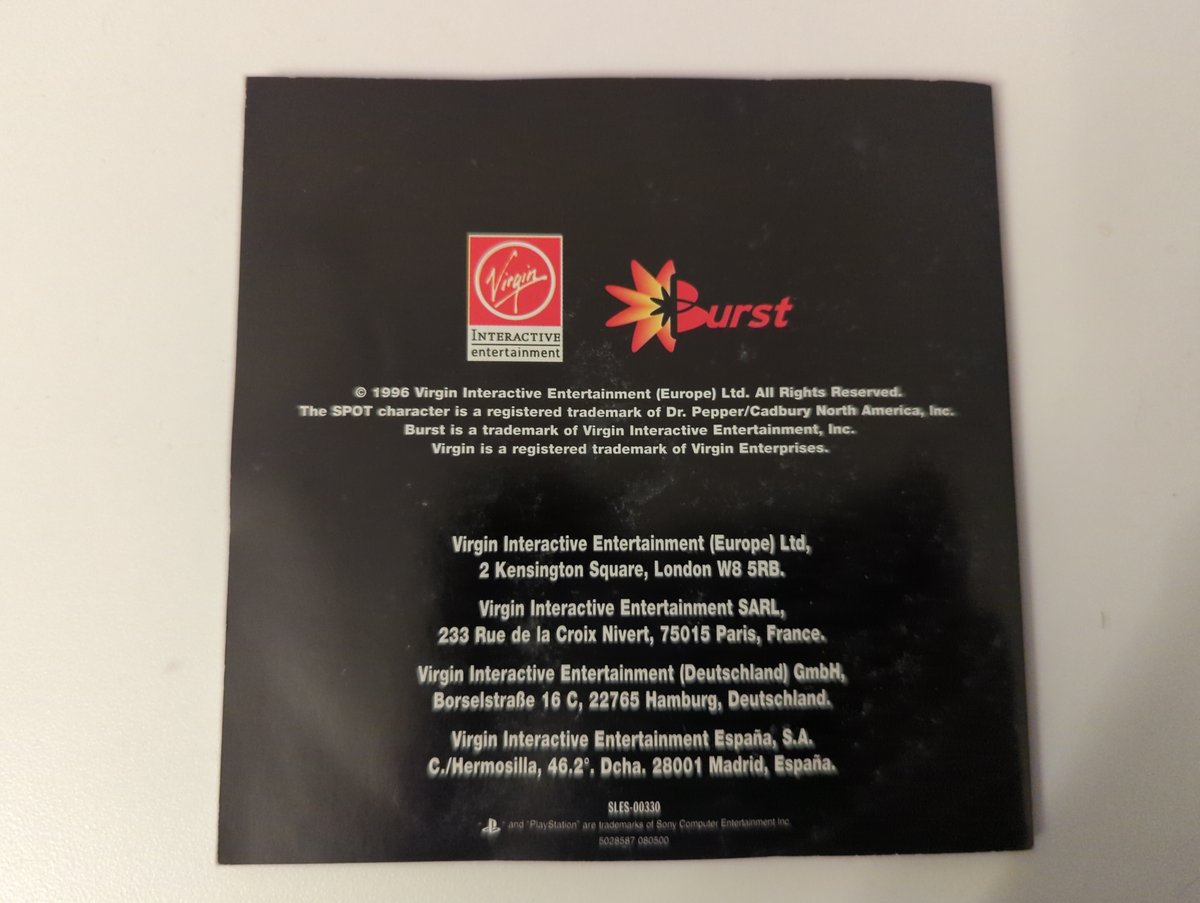 Virgin
INTERACTIVE
entertainment
Burst
© 1996 Virgin Interactive Entertainment (Europe) Ltd. All Rights Reserved.
The SPOT character is a registered trademark of Dr. Pepper/Cadbury North America, Inc.
Burst is a trademark of Virgin Interactive Entertainment, Inc.
Virgin is a registered trademark of Virgin Enterprises.
Virgin Interactive Entertainment (Europe) Ltd,
2 Kensington Square, London W8 5RB.
Virgin Interactive Entertainment SARL,
233 Rue de la Croix Nivert, 75015 Paris, France.
Virgin Interactive Entertainment (Deutschland) GmbH,
Borselstraße 16 C, 22765 Hamburg, Deutschland.
Virgin Interactive Entertainment España, S.A.
C./Hermosilla, 46.2º. Dcha. 28001 Madrid, España.
SLES-00330
" " and "PlayStation" are trademarks of Sony Computer Entertainment Inc.
5028587 080500